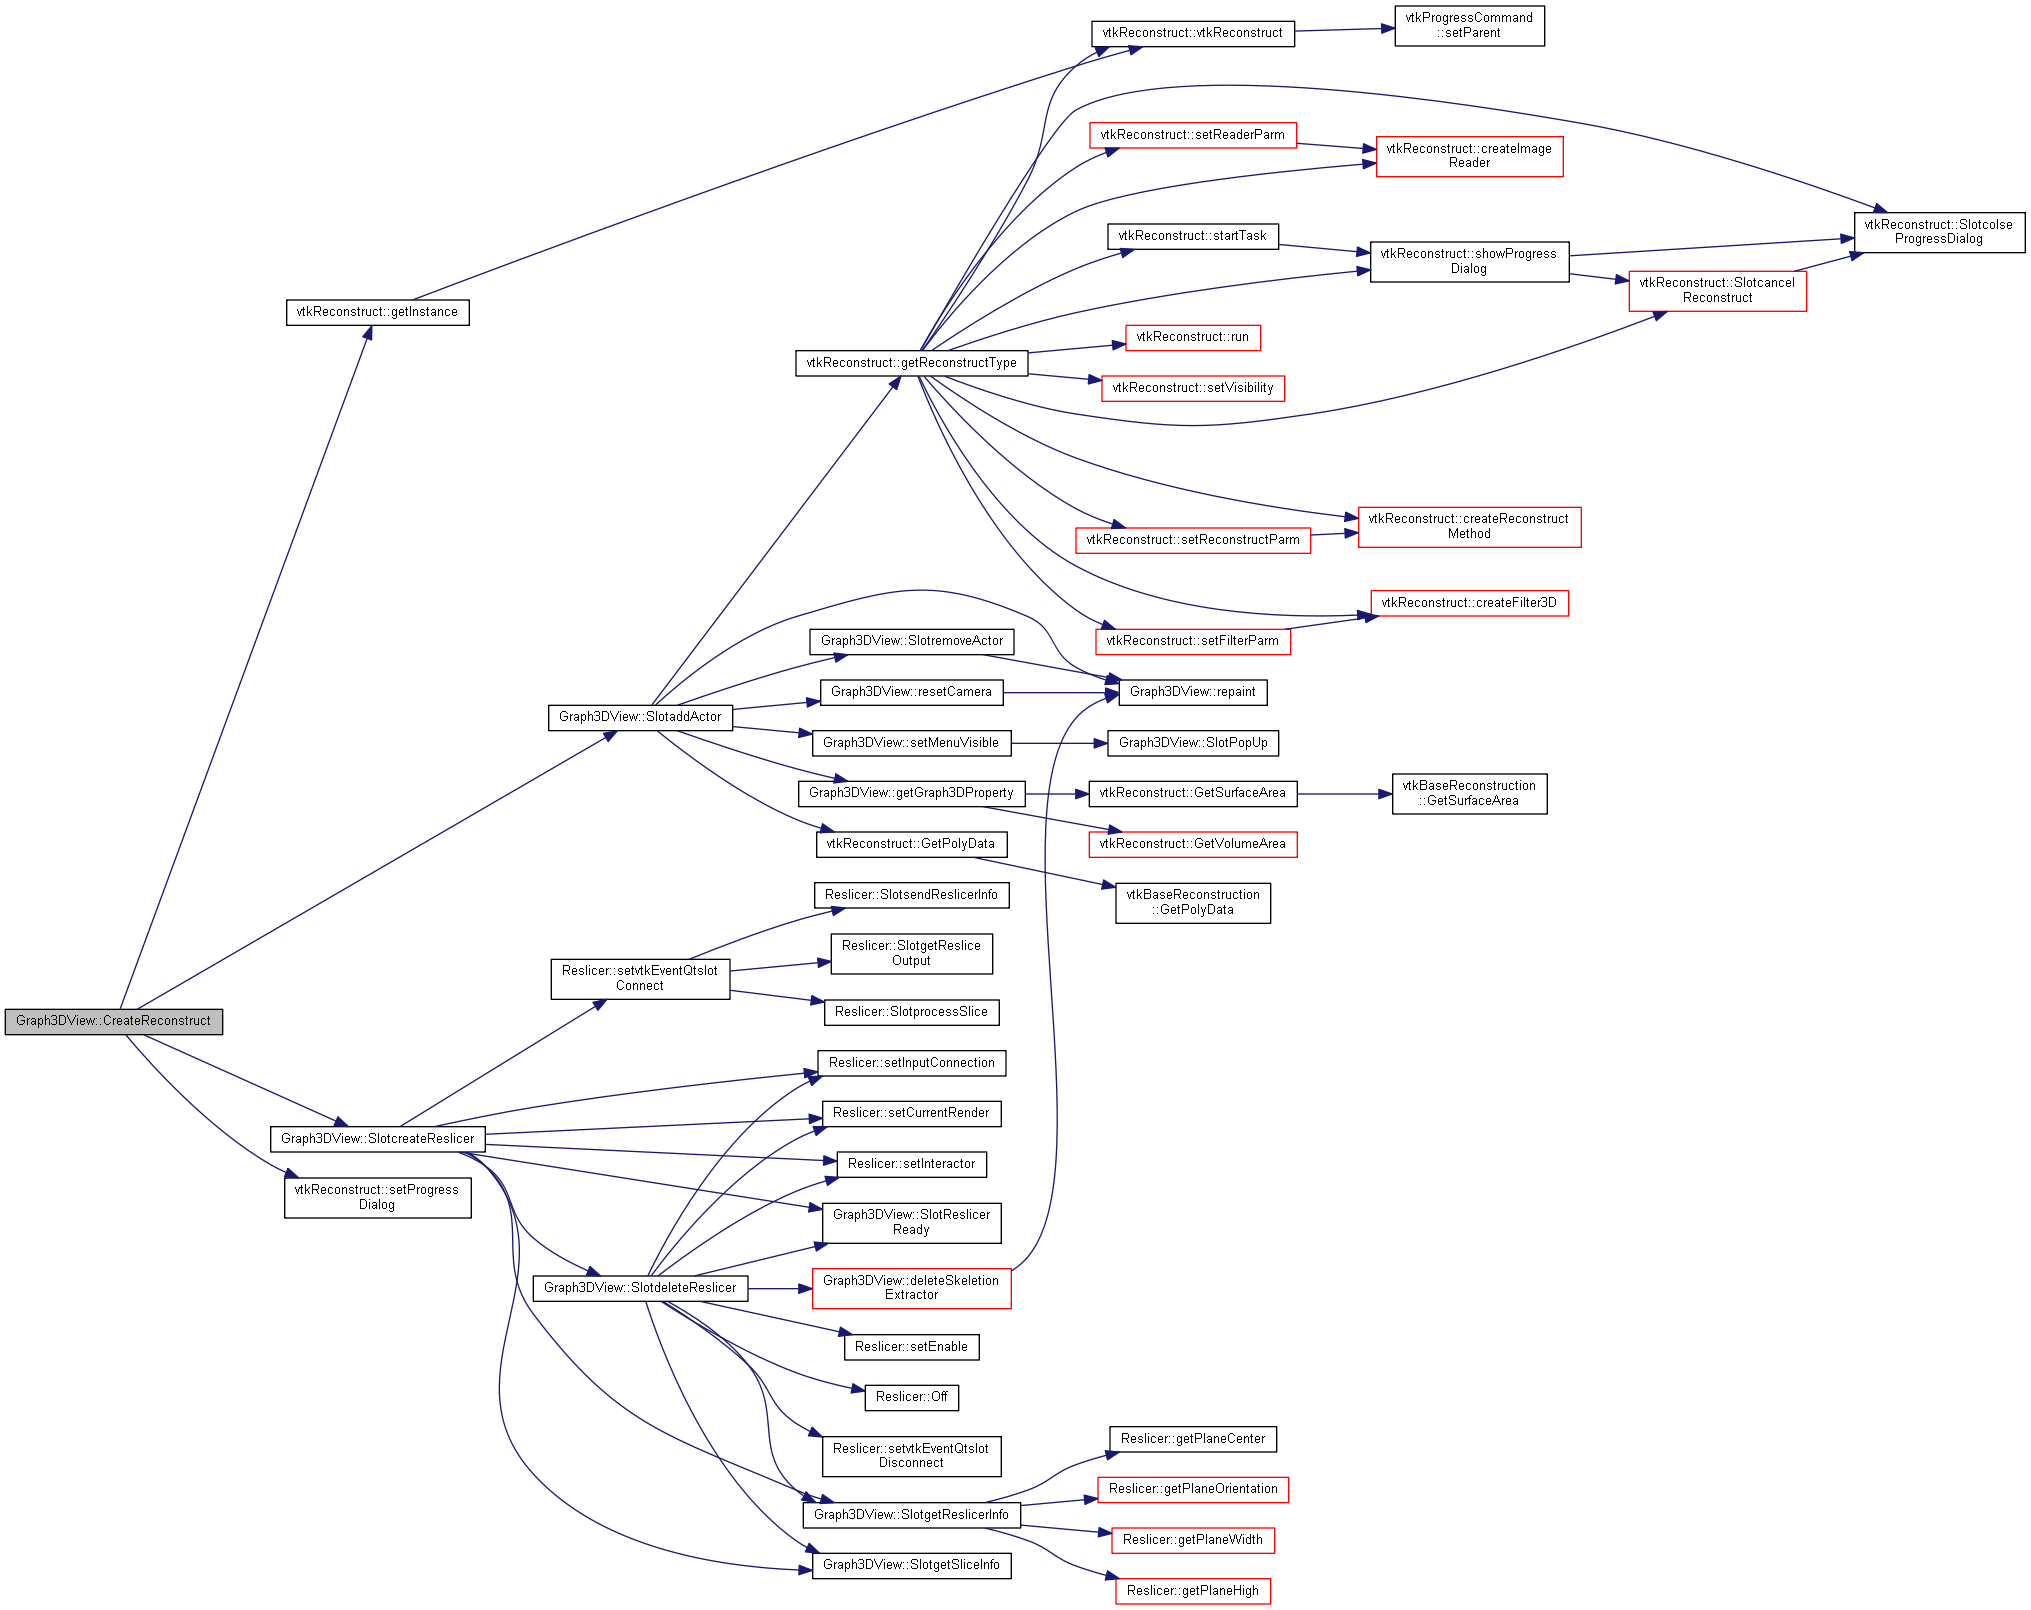 vtkProgressCommand
::setParent
vtkReconstruct::vtkReconstruct
vtkReconstruct::setReaderParm
vtkReconstruct::createImage
Reader
vtkReconstruct::Slotcolse
ProgressDialog
vtkReconstruct::startTask
vtkReconstruct::showProgress
Dialog
vtkReconstruct::Slotcancel
Reconstruct
vtkReconstruct::getInstance
vtkReconstruct::run
vtkReconstruct::getReconstructType
vtkReconstruct::setVisibility
vtkReconstruct::createReconstruct
Method
vtkReconstruct::setReconstructParm
vtkReconstruct::createFilter3D
vtkReconstruct::setFilterParm
Graph3DView::SlotremoveActor
Graph3DView::resetCamera
Graph3DView::repaint
Graph3DView::SlotaddActor
Graph3DView::setMenuVisible
Graph3DView::SlotPopUp
Graph3DView::getGraph3DProperty
vtkReconstruct::GetSurfaceArea
vtkBaseReconstruction
::GetSurfaceArea
vtkReconstruct::GetPolyData
vtkReconstruct::GetVolumeArea
vtkBaseReconstruction
::GetPolyData
Reslicer::SlotsendReslicerInfo
Reslicer::SlotgetReslice
Output
Reslicer::setvtkEventQtslot
Connect
Reslicer::SlotprocessSlice
Graph3DView::CreateReconstruct
Reslicer::setInputConnection
Reslicer::setCurrentRender
Graph3DView::SlotcreateReslicer
Reslicer::setInteractor
vtkReconstruct::setProgress
Dialog
Graph3DView::SlotReslicer
Ready
Graph3DView::SlotdeleteReslicer
Graph3DView::deleteSkeletion
Extractor
Reslicer::setEnable
Reslicer::Off
Reslicer::setvtkEventQtslot
Disconnect
Reslicer::getPlaneCenter
Reslicer::getPlaneOrientation
Graph3DView::SlotgetReslicerInfo
Reslicer::getPlaneWidth
Graph3DView::SlotgetSliceInfo
Reslicer::getPlaneHigh